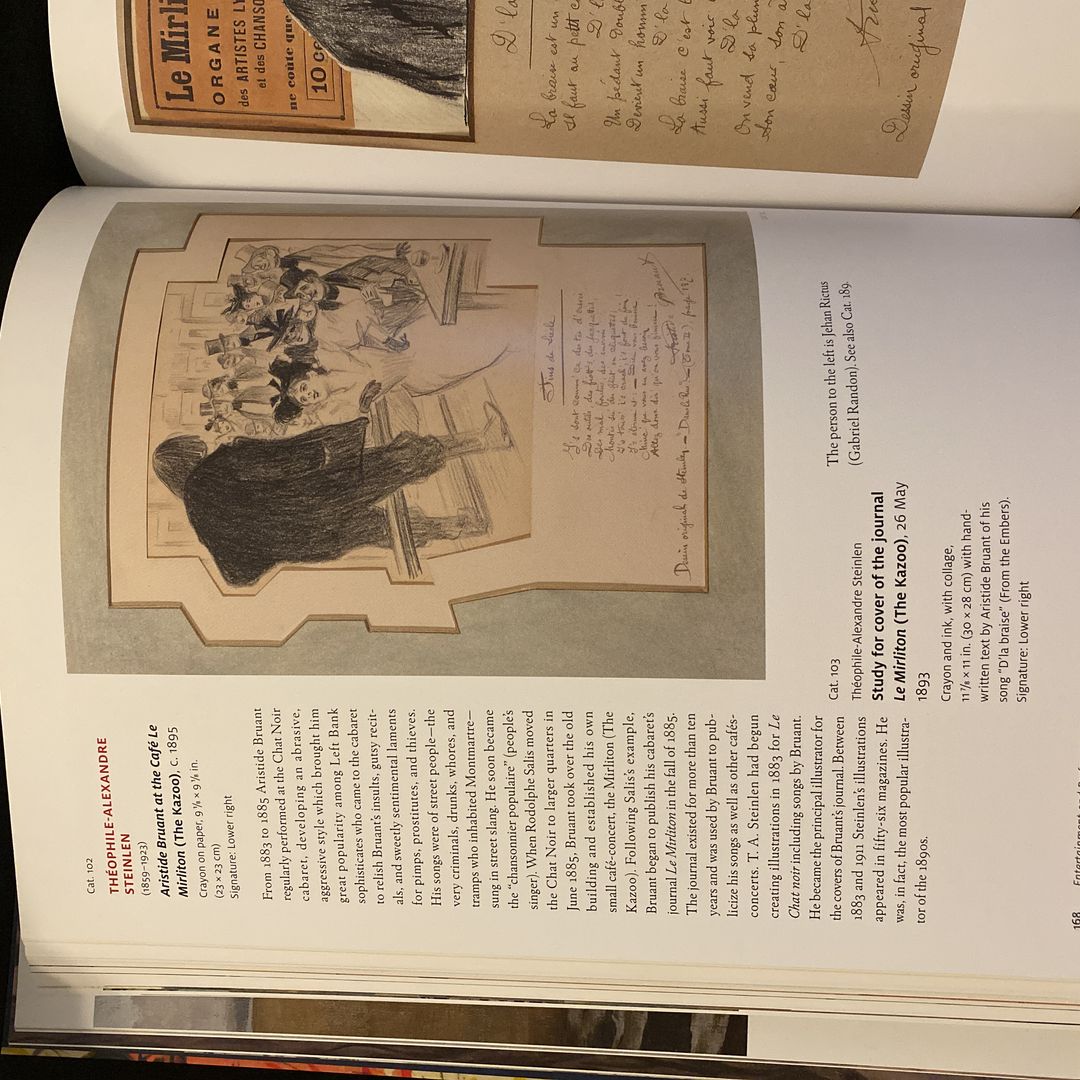 Cat. 102
THÉOPHILE-ALEXANDRE
STEINLEN
(1859–1923)
Aristide Bruant at the Café Le
Mirliton (The Kazoo), c. 1895
Crayon on paper, 9 1/8 × 9 1/8 in.
(23 × 23 cm)
Signature: Lower right
From 1883 to 1885 Aristide Bruant
regularly performed at the Chat Noir
cabaret, developing an abrasive,
aggressive style which brought him
great popularity among Left Bank
sophisticates who came to the cabaret
to relish Bruant's insults, gutsy recit-
als, and sweetly sentimental laments
for pimps, prostitutes, and thieves.
His songs were of street people—the
very criminals, drunks, whores, and
tramps who inhabited Montmartre—
sung in street slang. He soon became
the "chansonnier populaire" (people's
singer). When Rodolphe Salis moved
the Chat Noir to larger quarters in
June 1885, Bruant took over the old
building and established his own
small café-concert, the Mirliton (The
Kazoo). Following Salis's example,
Bruant began to publish his cabaret's
journal Le Mirliton in the fall of 1885.
The journal existed for more than ten
years and was used by Bruant to pub-
licize his songs as well as other cafés-
concerts. T. A. Steinlen had begun
creating illustrations in 1883 for Le
Chat noir including songs by Bruant.
He became the principal illustrator for
the covers of Bruant's journal. Between
1883 and 1911 Steinlen's illustrations
appeared in fifty-six magazines. He
was, in fact, the most popular illustra-
tor of the 1890s.
Fins de Siècle
Dessin original de Steinlen – Dans la Rue –
Cat. 103
Théophile-Alexandre Steinlen
Study for cover of the journal
Le Mirliton (The Kazoo), 26 May
1893
Crayon and ink, with collage,
11 7/8 × 11 in. (30 × 28 cm) with hand-
written text by Aristide Bruant of his
song "D'la braise" (From the Embers).
Signature: Lower right
The person to the left is Jehan Rictus
(Gabriel Randon). See also Cat. 189.
168
Le Mirli
ORGANE
des ARTISTES LY
et des CHANSO
ne coûte que
10 ce
D'la
La braise est un
Il faut au petit c
D'l
Un pédant double
Devient un homm
D'la
La braise c'est l
Aussi faut voir
D'la
On vend sa plum
Son cœur, son a
D'la
Dessin original